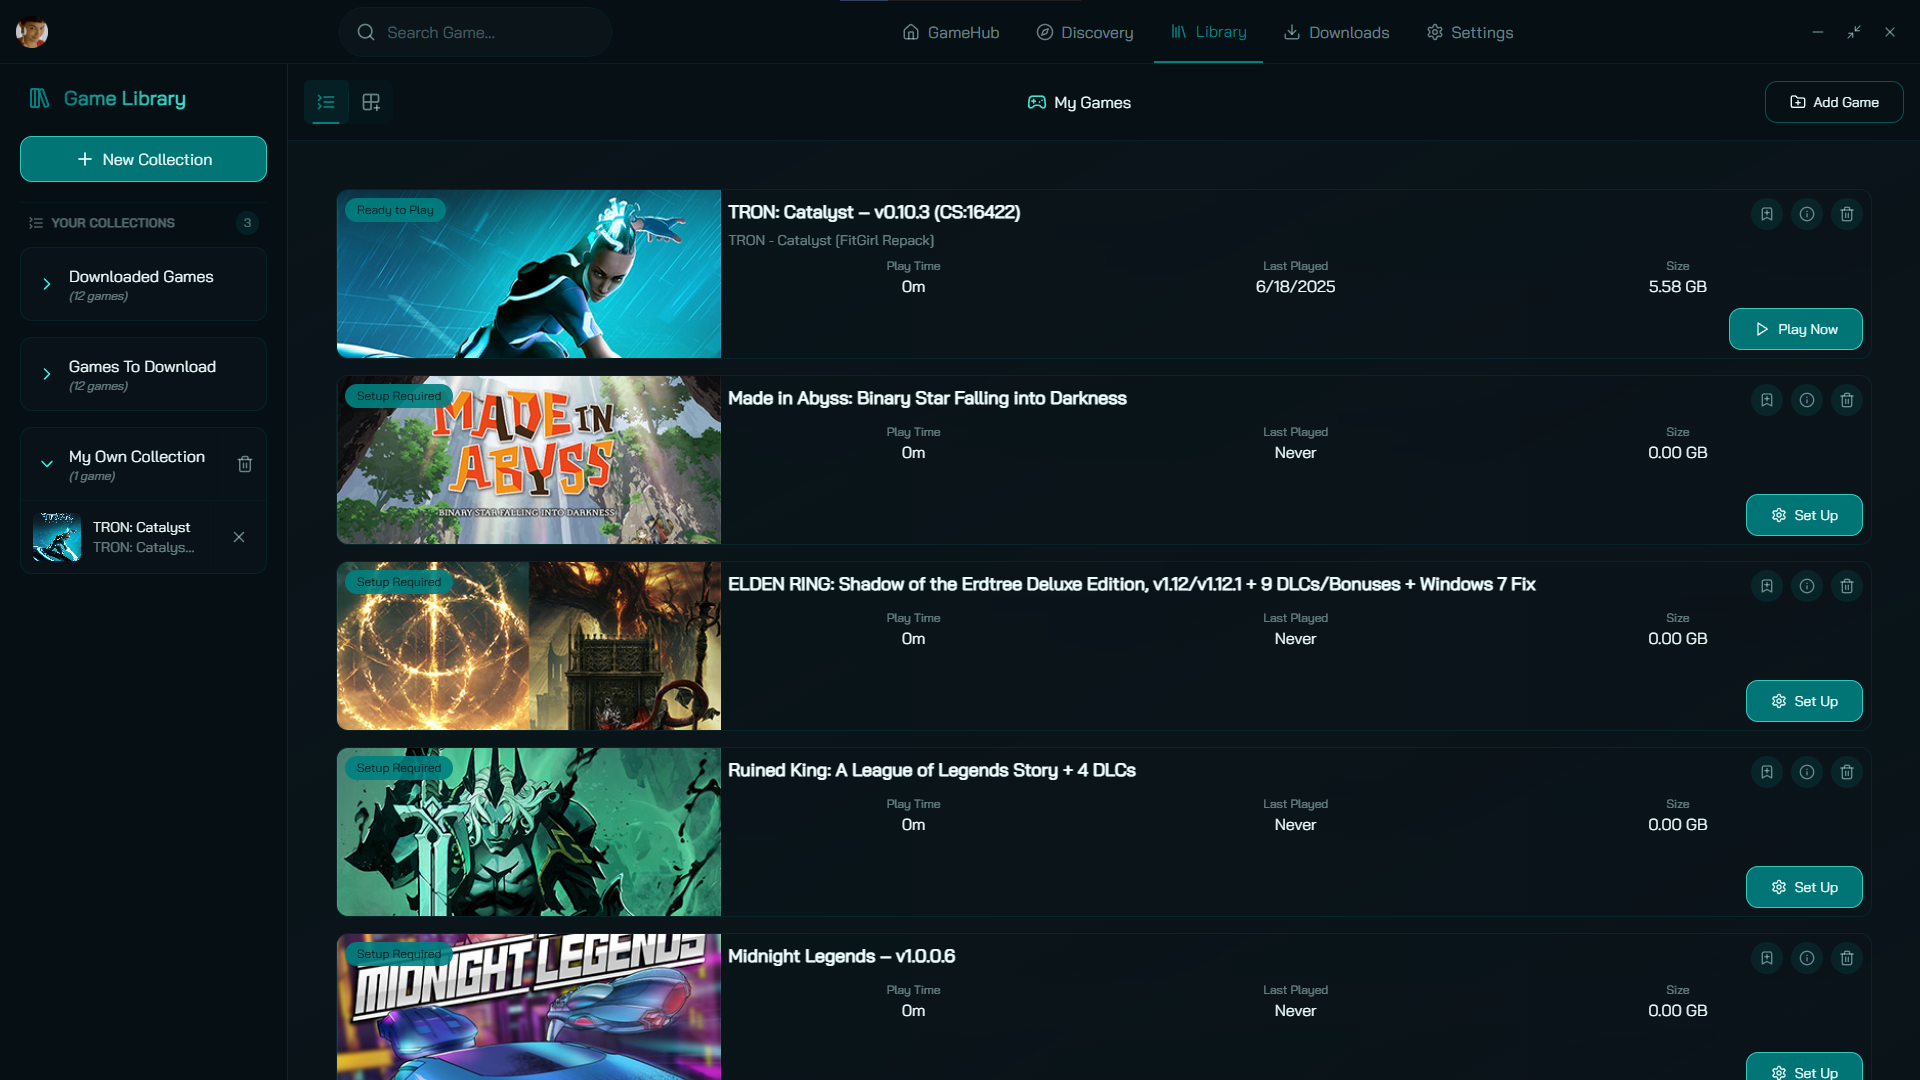 Search Game...
GameHub
Discovery
Library
Downloads
Settings
Game Library
New Collection
YOUR COLLECTIONS
3
Downloaded Games
(12 games)
Games To Download
(12 games)
My Own Collection
(1 game)
TRON: Catalyst
TRON: Catalys...
My Games
Add Game
Ready to Play
TRON: Catalyst – v0.10.3 (CS:16422)
TRON - Catalyst [FitGirl Repack]
Play Time
Last Played
Size
0m
6/18/2025
5.58 GB
Play Now
Setup Required
MADE IN
ABYSS
BINARY STAR FALLING INTO DARKNESS
Made in Abyss: Binary Star Falling into Darkness
Play Time
Last Played
Size
0m
Never
0.00 GB
Set Up
Setup Required
ELDEN RING: Shadow of the Erdtree Deluxe Edition, v1.12/v1.12.1 + 9 DLCs/Bonuses + Windows 7 Fix
Play Time
Last Played
Size
0m
Never
0.00 GB
Set Up
Setup Required
Ruined King: A League of Legends Story + 4 DLCs
Play Time
Last Played
Size
0m
Never
0.00 GB
Set Up
Setup Required
MIDNIGHT LEGENDS
Midnight Legends – v1.0.0.6
Play Time
Last Played
Size
0m
Never
0.00 GB
Set Up